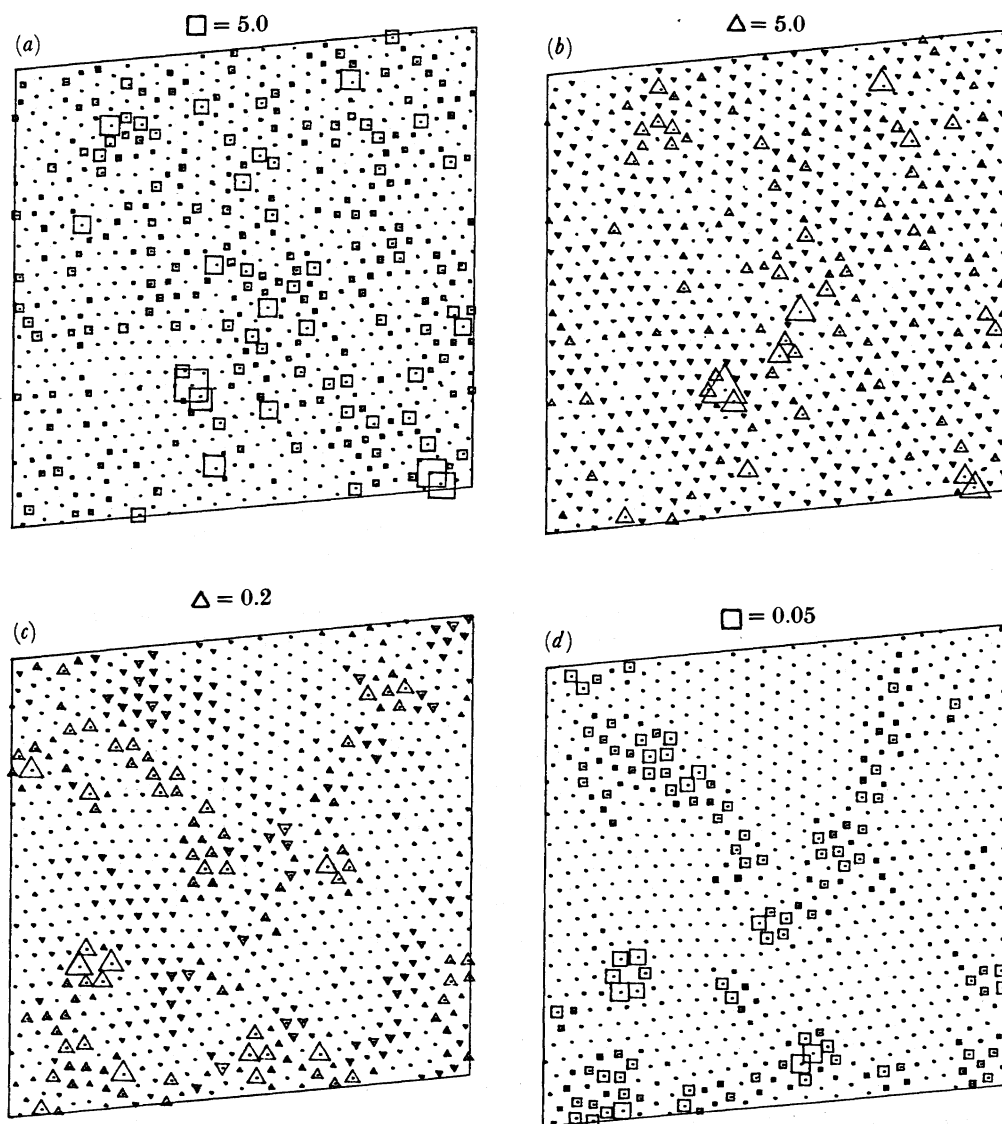 □ = 5.0
(a)
△ = 5.0
(b)
△ = 0.2
(c)
□ = 0.05
(d)